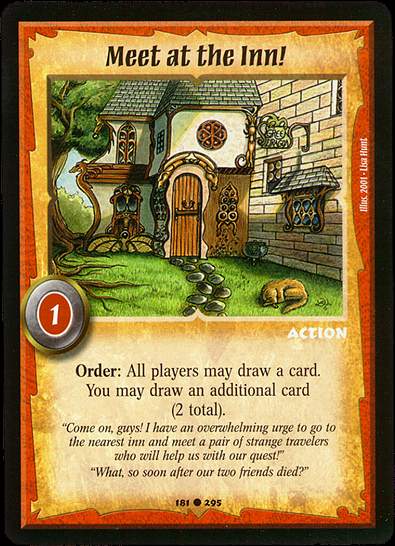 Meet at the Inn!
Illus. 2001 • Lisa Hunt
1
ACTION
Order: All players may draw a card.
You may draw an additional card
(2 total).
“Come on, guys! I have an overwhelming urge to go to
the nearest inn and meet a pair of strange travelers
who will help us with our quest!”
“What, so soon after our two friends died?”
181 ● 295